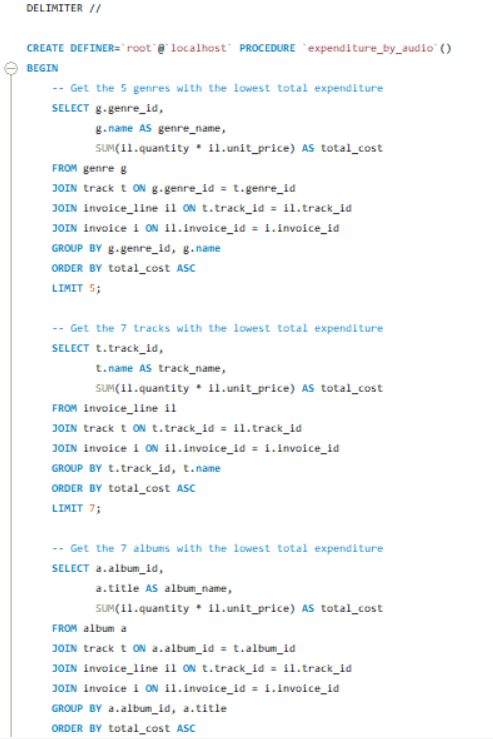 DELIMITER //
CREATE DEFINER=`root`@`localhost` PROCEDURE `expenditure_by_audio`()
BEGIN
-- Get the 5 genres with the lowest total expenditure
SELECT g.genre_id,
g.name AS genre_name,
SUM(il.quantity * il.unit_price) AS total_cost
FROM genre g
JOIN track t ON g.genre_id = t.genre_id
JOIN invoice_line il ON t.track_id = il.track_id
JOIN invoice i ON il.invoice_id = i.invoice_id
GROUP BY g.genre_id, g.name
ORDER BY total_cost ASC
LIMIT 5;
-- Get the 7 tracks with the lowest total expenditure
SELECT t.track_id,
t.name AS track_name,
SUM(il.quantity * il.unit_price) AS total_cost
FROM invoice_line il
JOIN track t ON t.track_id = il.track_id
JOIN invoice i ON il.invoice_id = i.invoice_id
GROUP BY t.track_id, t.name
ORDER BY total_cost ASC
LIMIT 7;
-- Get the 7 albums with the lowest total expenditure
SELECT a.album_id,
a.title AS album_name,
SUM(il.quantity * il.unit_price) AS total_cost
FROM album a
JOIN track t ON a.album_id = t.album_id
JOIN invoice_line il ON t.track_id = il.track_id
JOIN invoice i ON il.invoice_id = i.invoice_id
GROUP BY a.album_id, a.title
ORDER BY total_cost ASC